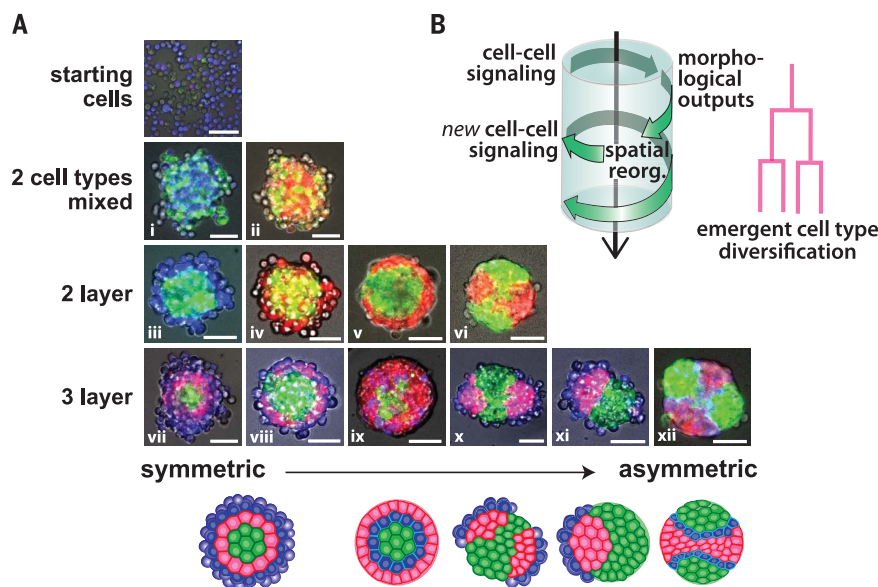 A
starting
cells
2 cell types
mixed
i
ii
2 layer
iii
iv
v
vi
3 layer
vii
viii
ix
x
xi
xii
symmetric
asymmetric
B
cell-cell
signaling
morpho-
logical
outputs
new cell-cell
signaling
spatial
reorg.
emergent cell type
diversification